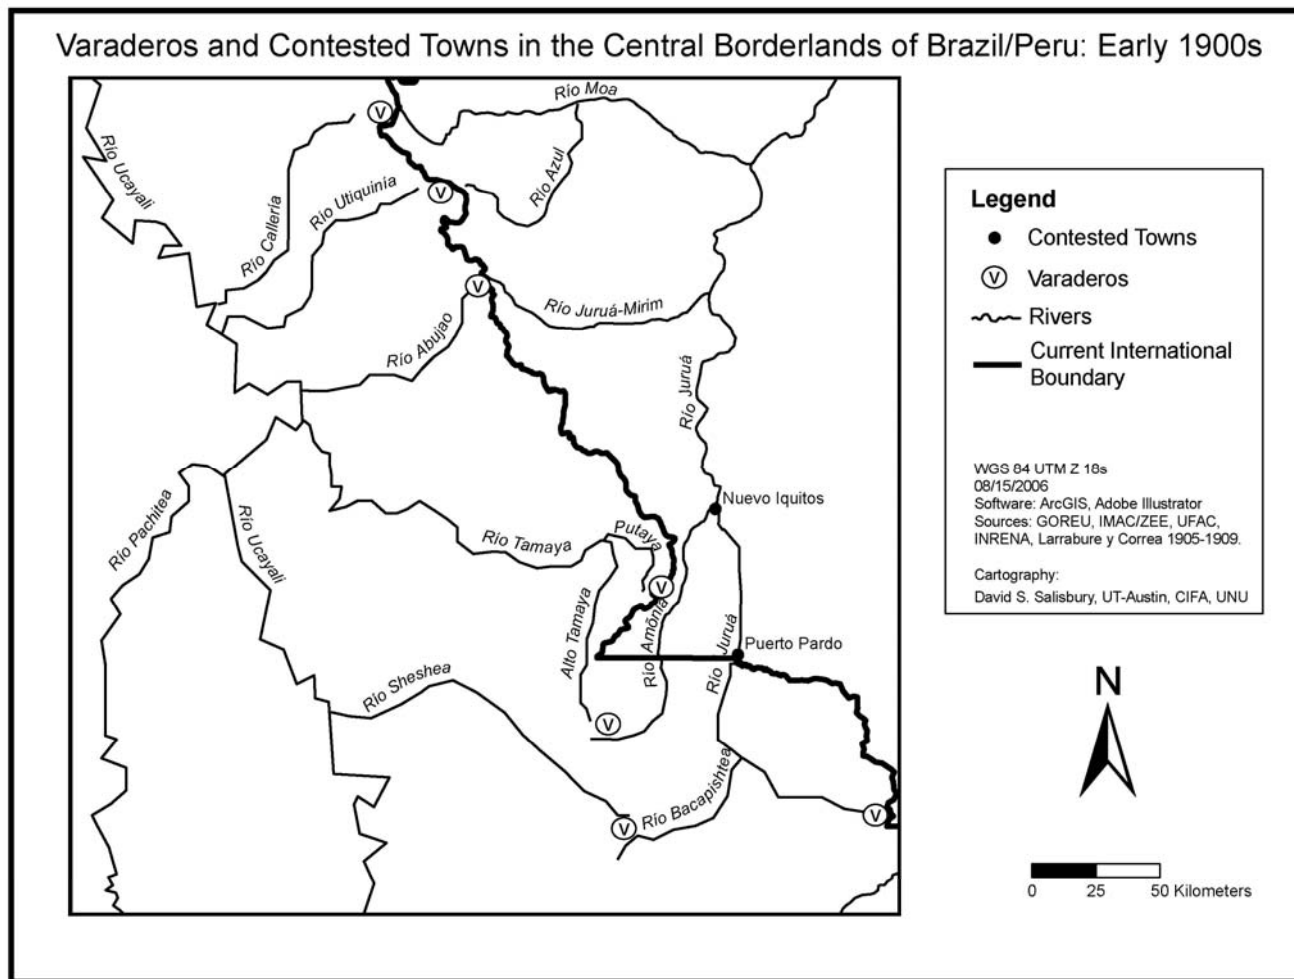 Varaderos and Contested Towns in the Central Borderlands of Brazil/Peru: Early 1900s
Río Moa
V
Río Ucayali
Río Azul
Río Utiquinía
V
Río Callería
V
Río Juruá-Mirim
Río Abujao
Río Juruá
Nuevo Iquitos
Río Pachitea
Río Ucayali
Río Tamaya
Putaya
V
Alto Tamaya
Río Amônia
Río Juruá
Puerto Pardo
Río Sheshea
V
Río Bacapishtea
V
V
Legend
Contested Towns
V
Varaderos
Rivers
Current International
Boundary
WGS 84 UTM Z 18s
08/15/2006
Software: ArcGIS, Adobe Illustrator
Sources: GOREU, IMAC/ZEE, UFAC,
INRENA, Larrabure y Correa 1905-1909.
Cartography:
David S. Salisbury, UT-Austin, CIFA, UNU
N
0 25 50 Kilometers